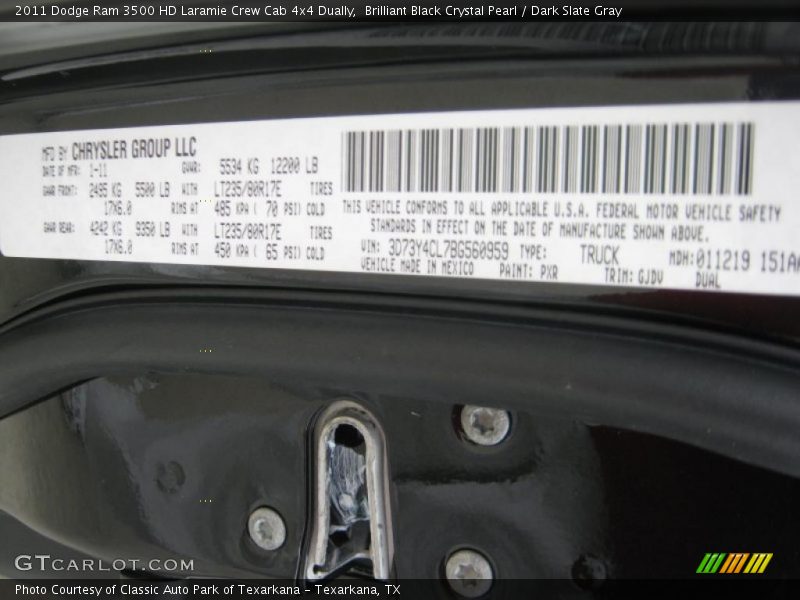 2011 Dodge Ram 3500 HD Laramie Crew Cab 4x4 Dually,  Brilliant Black Crystal Pearl / Dark Slate Gray
MFD BY CHRYSLER GROUP LLC
DATE OF MFR: 1-11 GVWR: 5534 KG 12200 LB
GAWR FRONT: 2495 KG 5500 LB WITH LT235/80R17E TIRES
17X6.0 RIMS AT 485 KPA ( 70 PSI) COLD
GAWR REAR: 4242 KG 9350 LB WITH LT235/80R17E TIRES
17X6.0 RIMS AT 450 KPA ( 65 PSI) COLD
THIS VEHICLE CONFORMS TO ALL APPLICABLE U.S.A. FEDERAL MOTOR VEHICLE SAFETY
STANDARDS IN EFFECT ON THE DATE OF MANUFACTURE SHOWN ABOVE.
VIN: 3D73Y4CL7BG560959 TYPE: TRUCK MDH: 011219 151AA
VEHICLE MADE IN MEXICO PAINT: PXR TRIM: GJDV DUAL
GTCARLOT.COM
Photo Courtesy of Classic Auto Park of Texarkana - Texarkana, TX